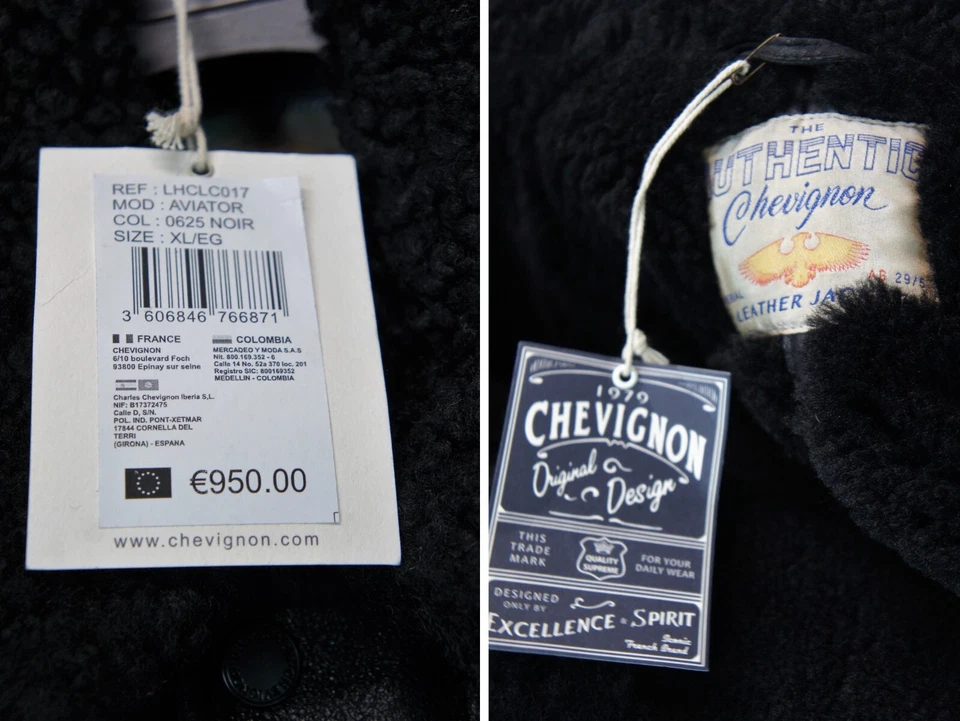 REF : LHCLC017
MOD : AVIATOR
COL : 0625 NOIR
SIZE : XL/EG
3 606846 766871
FRANCE
CHEVIGNON
6/10 boulevard Foch
93800 Epinay sur seine
COLOMBIA
MERCADEO Y MODA S.A.S
Nit. 800.169.352 - 6
Calle 14 No. 52a 370 loc. 201
Registro SIC: 800169352
MEDELLIN - COLOMBIA
Charles Chevignon Iberia S,L.
NIF: B17372475
Calle D, S/N.
POL. IND. PONT-XETMAR
17844 CORNELLA DEL
TERRI
(GIRONA) - ESPANA
€950.00
www.chevignon.com
THE
UTHENTIC
Chevignon
AG 29/5
LEATHER JA
1979
CHEVIGNON
Original
Design
THIS
TRADE
MARK
QUALITY
SUPREME
FOR YOUR
DAILY WEAR
DESIGNED
ONLY BY
EXCELLENCE & SPIRIT
Iconic
French Brand